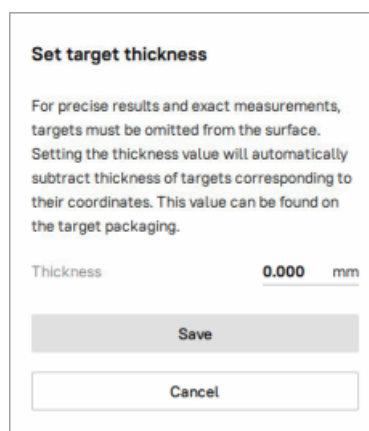 Set target thickness
For precise results and exact measurements,
targets must be omitted from the surface.
Setting the thickness value will automatically
subtract thickness of targets corresponding to
their coordinates. This value can be found on
the target packaging.
Thickness 0.000 mm
Save
Cancel